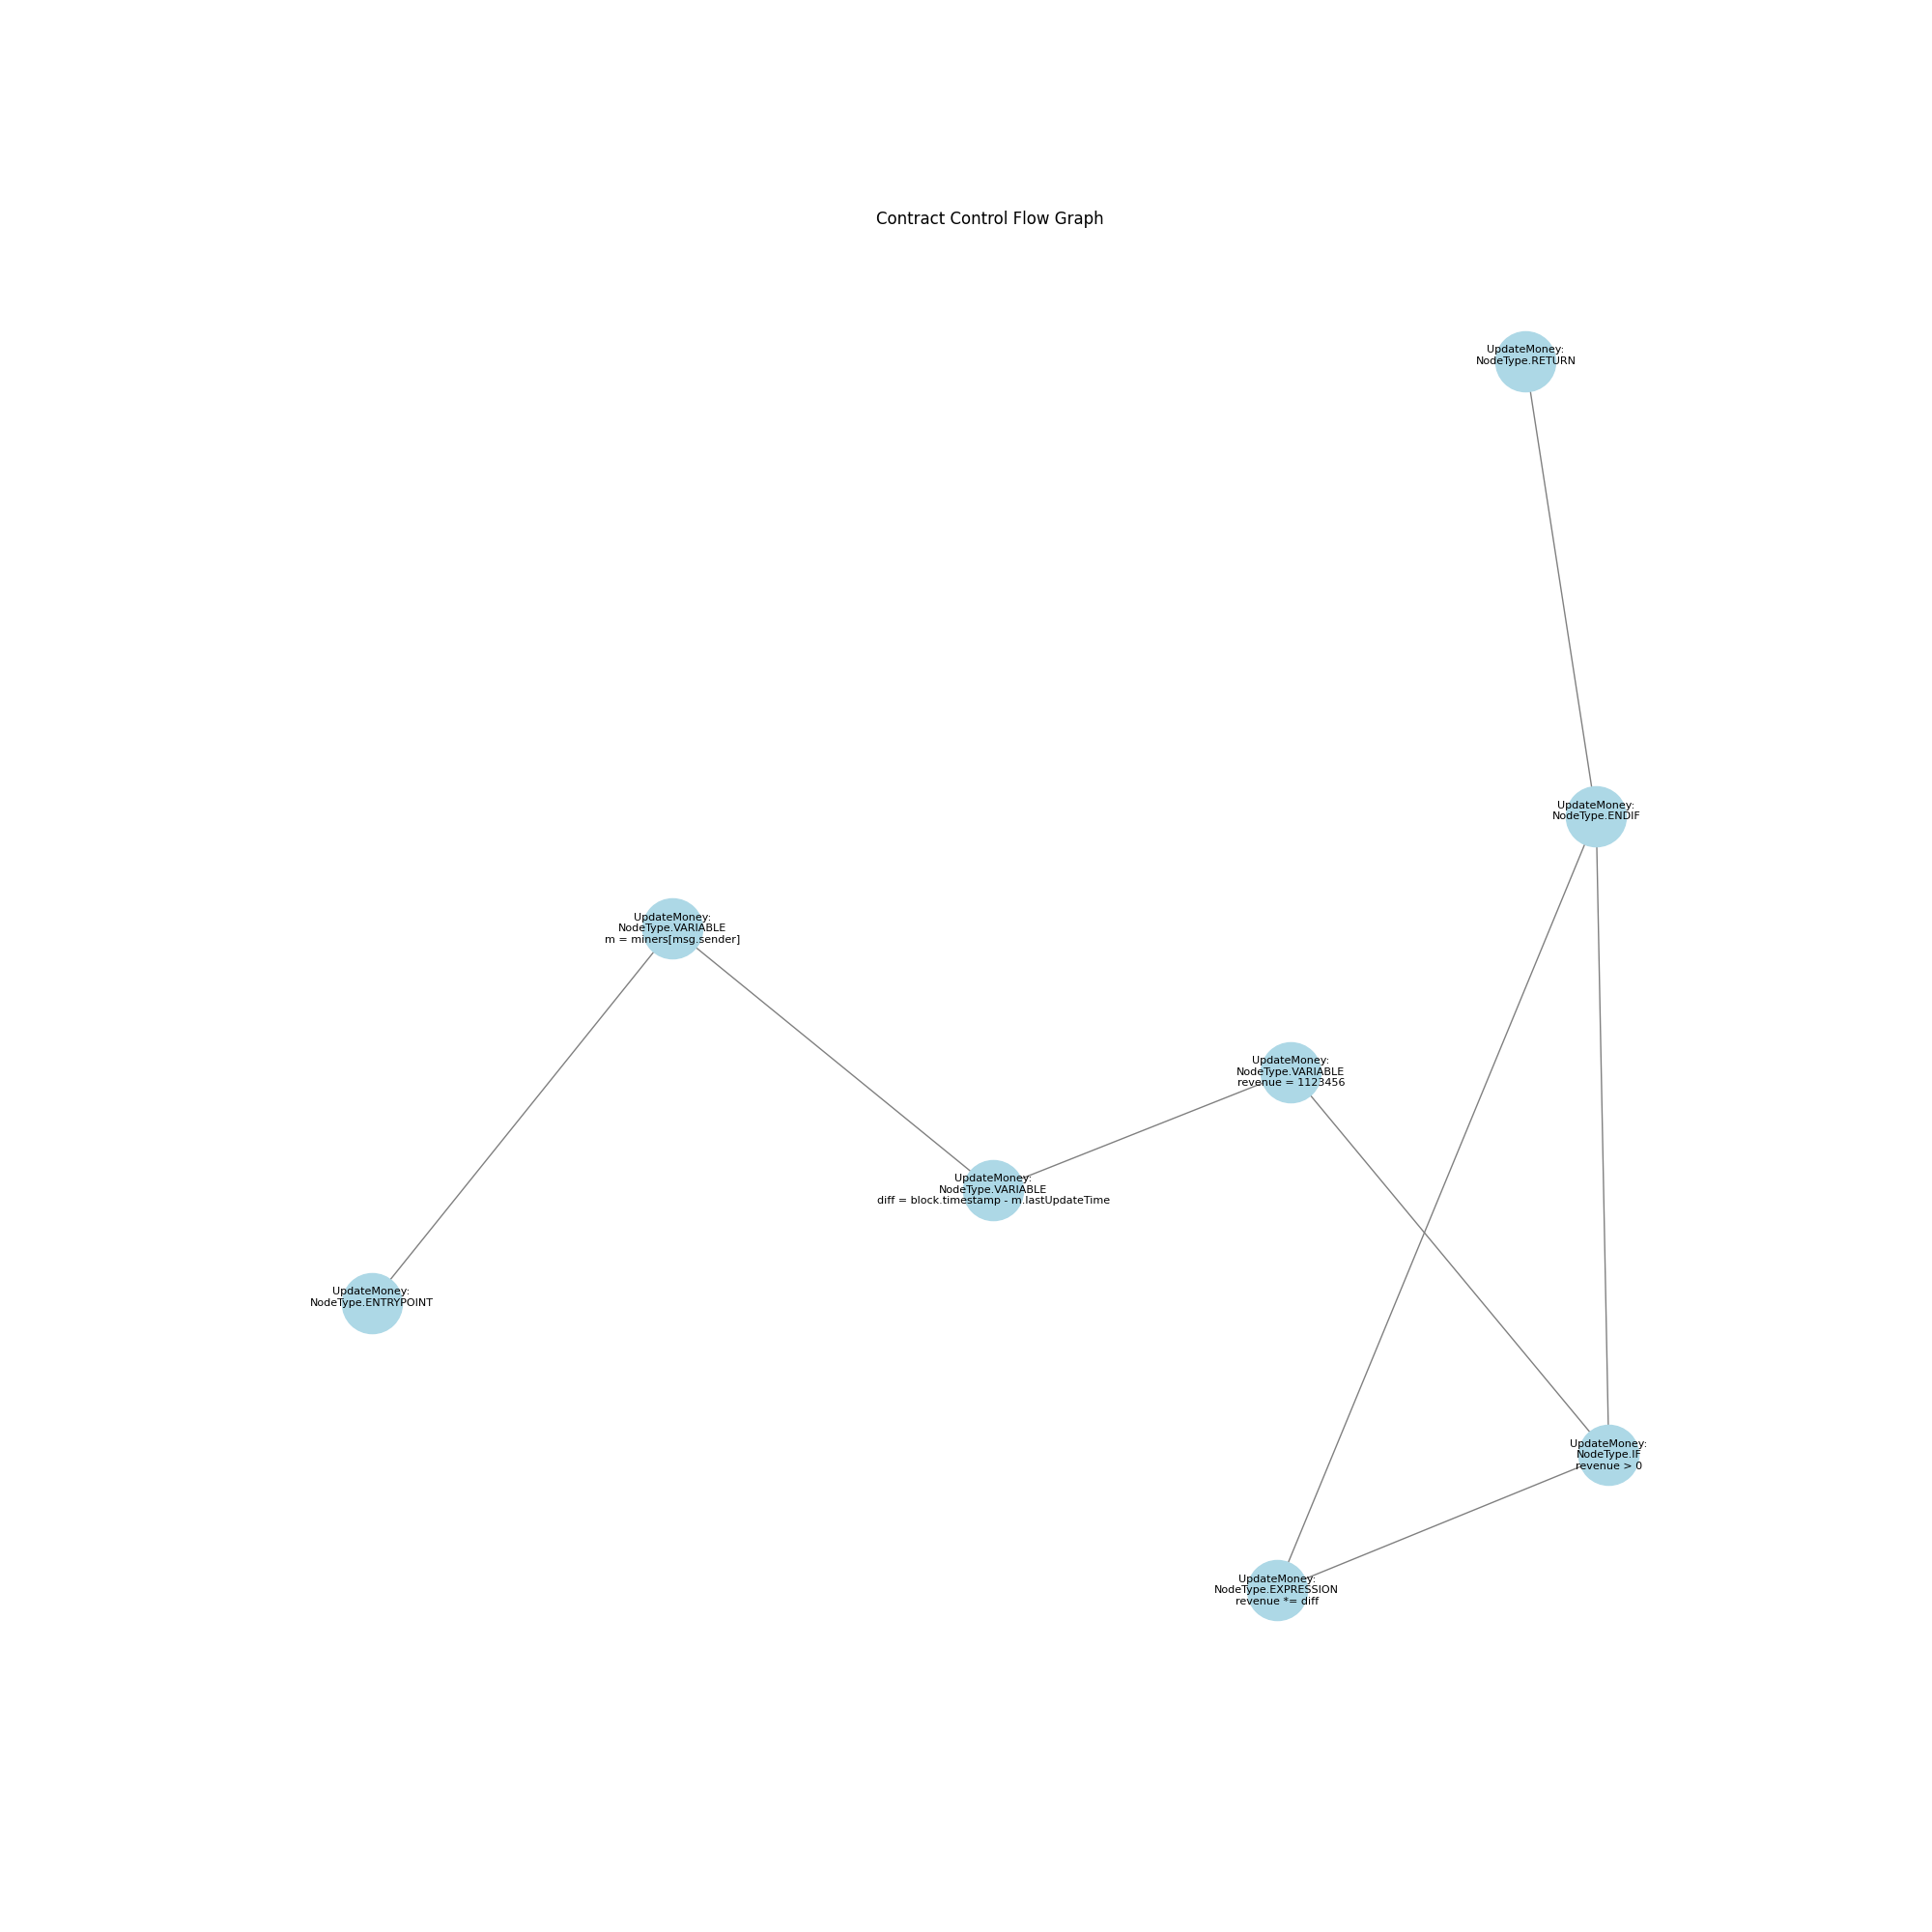 Contract Control Flow Graph
UpdateMoney:
NodeType.RETURN
UpdateMoney:
NodeType.ENDIF
UpdateMoney:
NodeType.VARIABLE
m = miners[msg.sender]
UpdateMoney:
NodeType.VARIABLE
revenue = 1123456
UpdateMoney:
NodeType.VARIABLE
diff = block.timestamp - m.lastUpdateTime
UpdateMoney:
NodeType.ENTRYPOINT
UpdateMoney:
NodeType.IF
revenue > 0
UpdateMoney:
NodeType.EXPRESSION
revenue *= diff